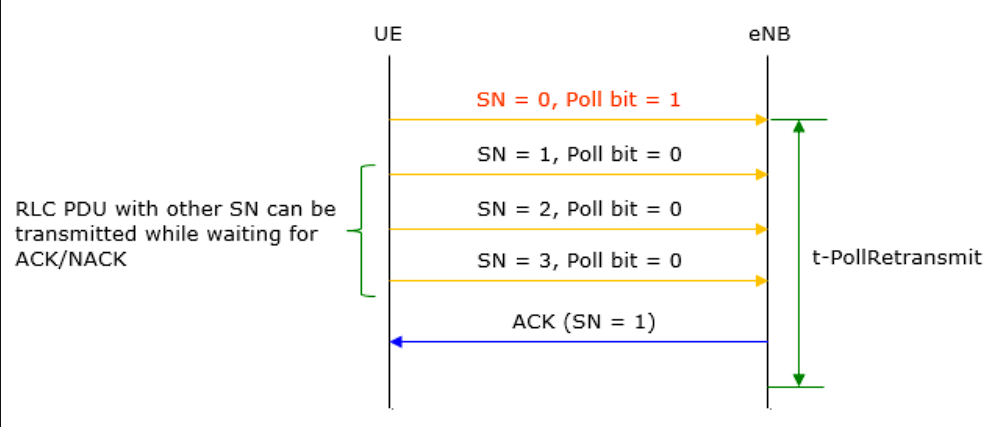 UE
eNB
SN = 0, Poll bit = 1
SN = 1, Poll bit = 0
RLC PDU with other SN can be
transmitted while waiting for
ACK/NACK
SN = 2, Poll bit = 0
SN = 3, Poll bit = 0
t-PollRetransmit
ACK (SN = 1)